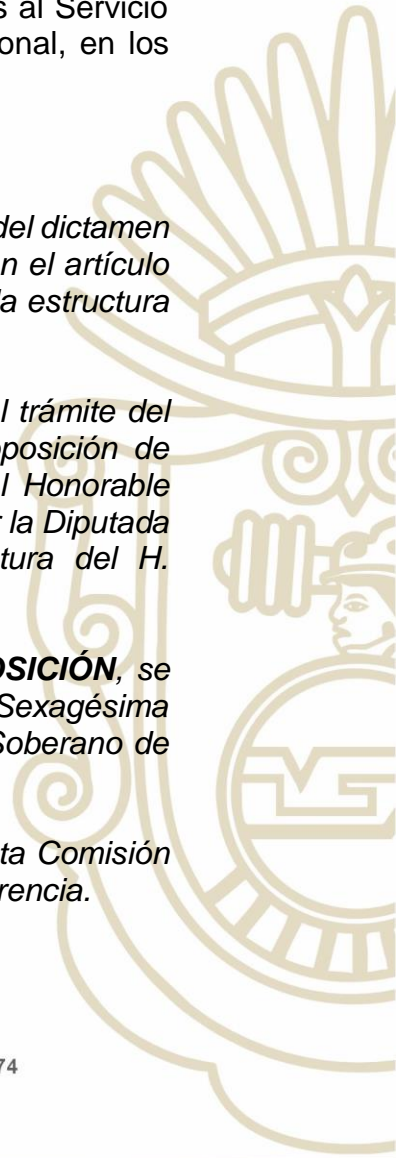 s al Servicio
onal, en los
del dictamen
n el artículo
la estructura
l trámite del
posición de
l Honorable
r la Diputada
tura del H.
OSICIÓN, se
Sexagésima
Soberano de
ta Comisión
rencia.
74